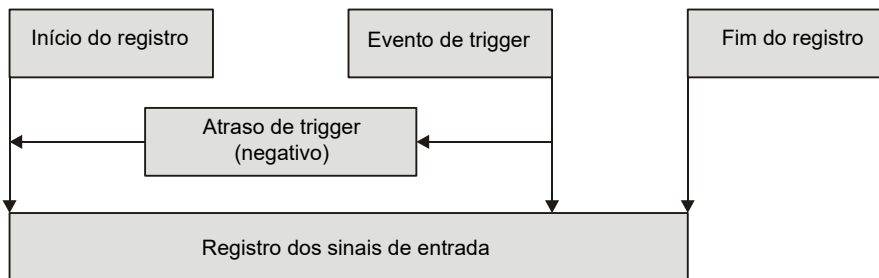 Início do registro
Evento de trigger
Fim do registro
Atraso de trigger
(negativo)
Registro dos sinais de entrada